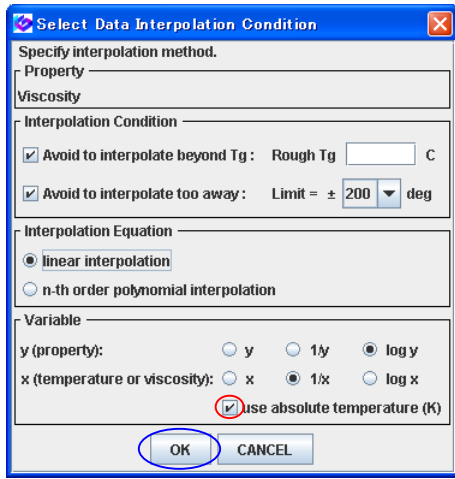 Select Data Interpolation Condition
Specify interpolation method.
Property
Viscosity
Interpolation Condition
Avoid to interpolate beyond Tg : Rough Tg C
Avoid to interpolate too away : Limit = ± 200 deg
Interpolation Equation
linear interpolation
n-th order polynomial interpolation
Variable
y (property): y 1/y log y
x (temperature or viscosity): x 1/x log x
use absolute temperature (K)
OK CANCEL